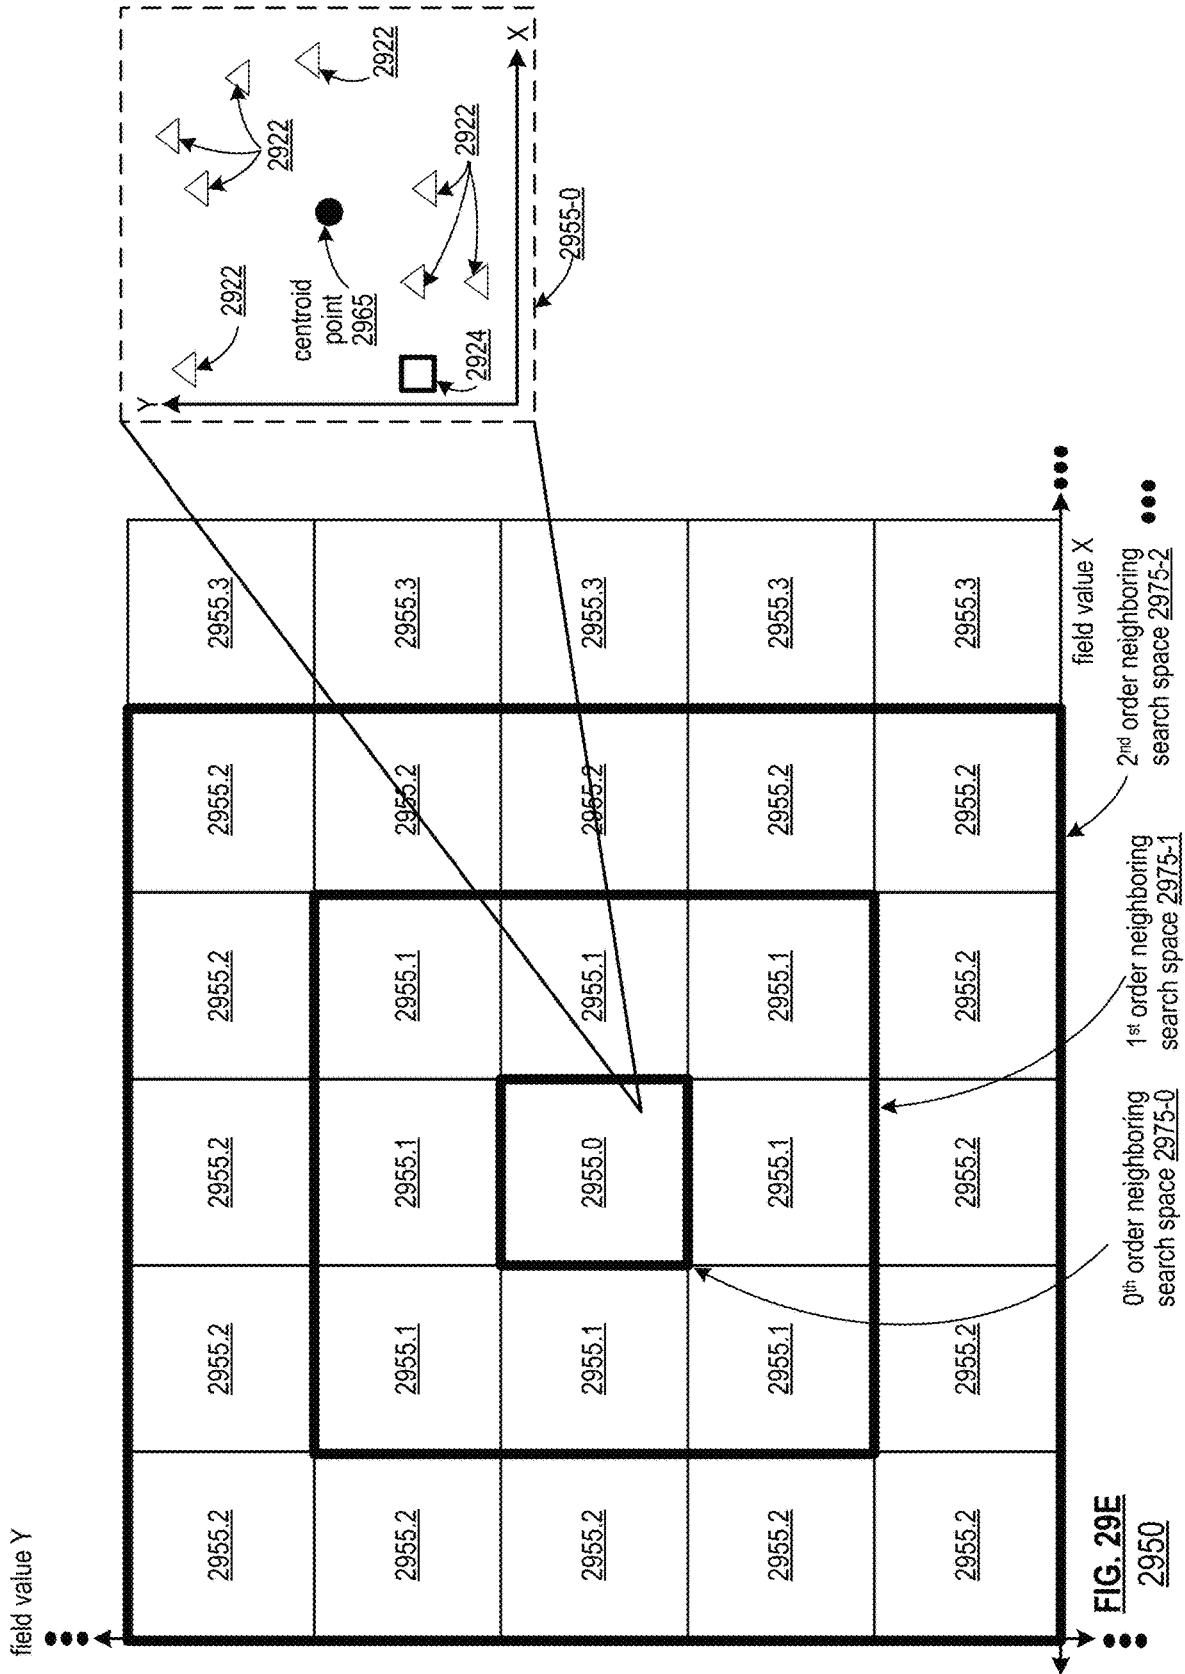 field value Y
2955.2 2955.2 2955.2 2955.2 2955.2 2955.3
2955.2 2955.1 2955.1 2955.1 2955.2 2955.3
2955.2 2955.1 2955.0 2955.1 2955.2 2955.3
2955.2 2955.1 2955.1 2955.1 2955.2 2955.3
2955.2 2955.2 2955.2 2955.2 2955.2 2955.3
field value X
Y
2922
2922
2922
centroid
point
2965
2924
2922
X
2955-0
0th order neighboring
search space 2975-0
1st order neighboring
search space 2975-1
2nd order neighboring
search space 2975-2
FIG. 29E
2950